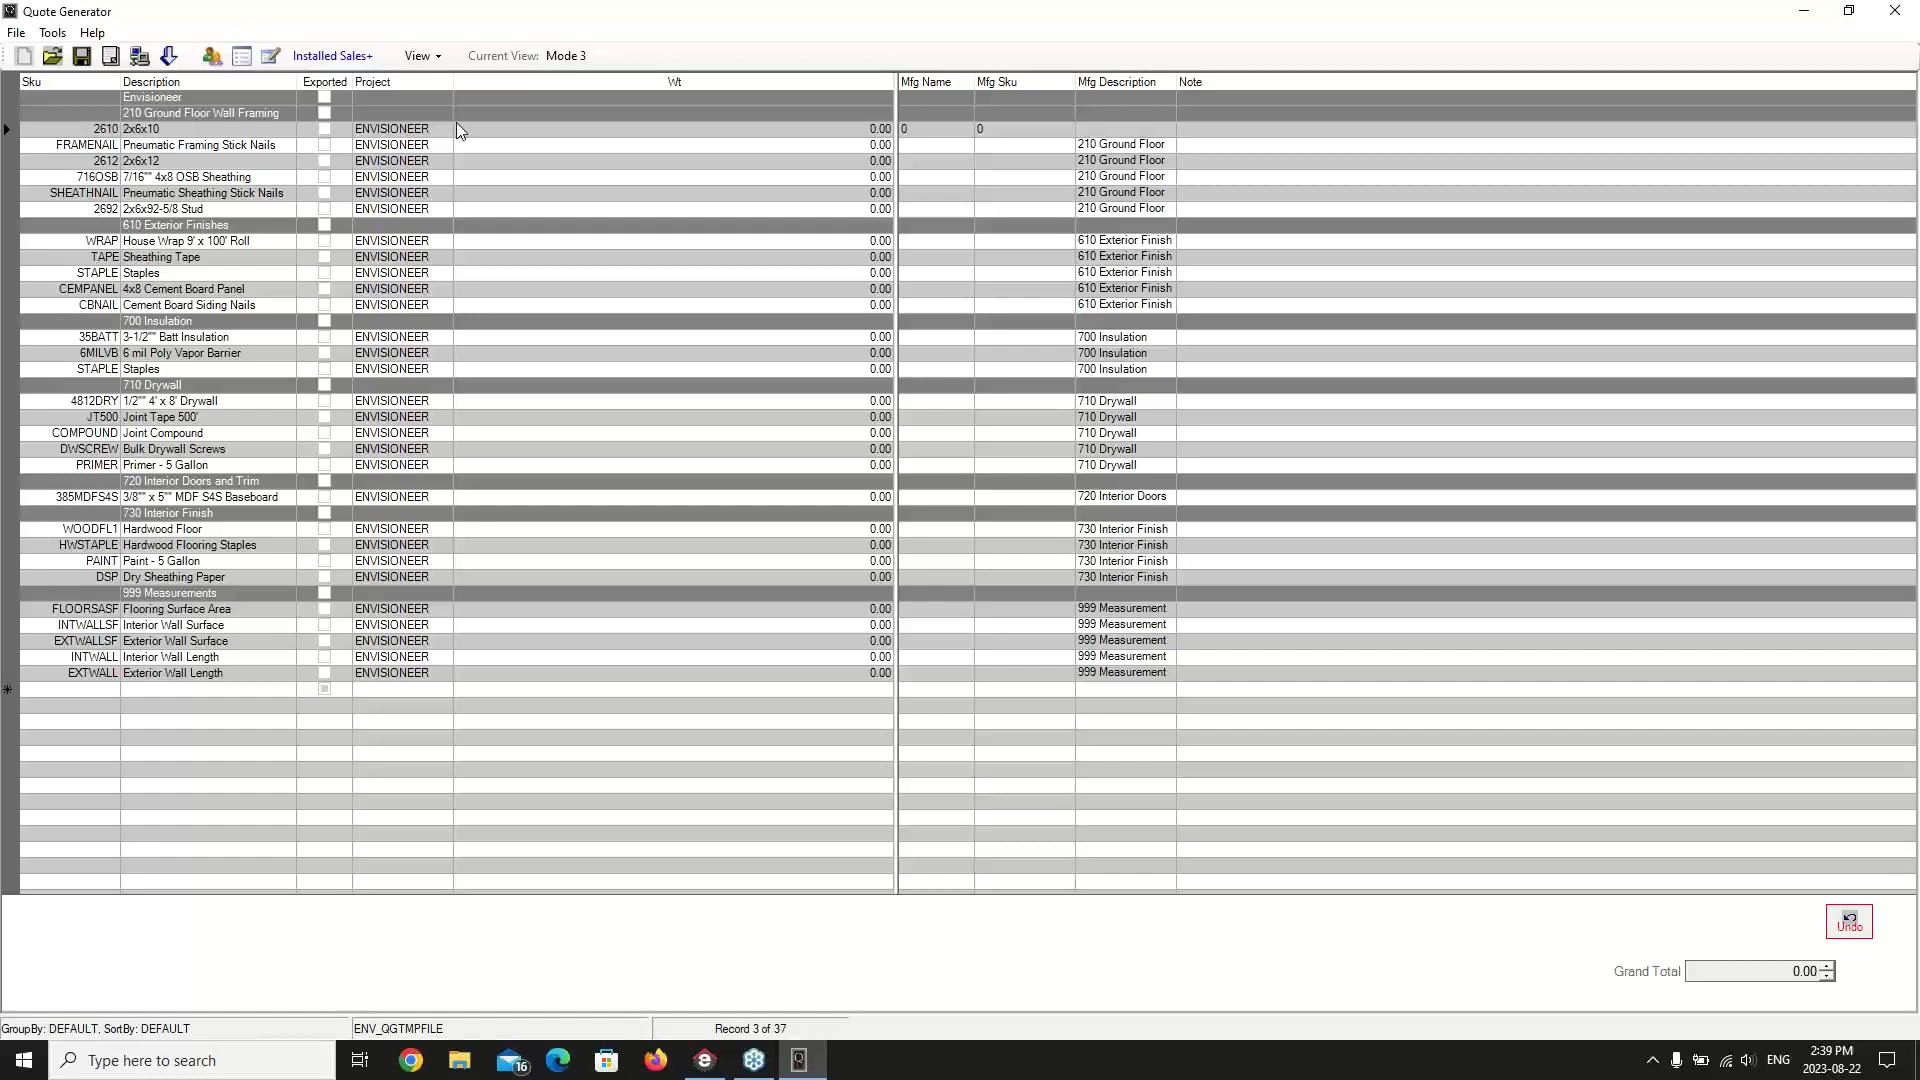 Quote Generator
File Tools Help
Installed Sales+ View Current View: Mode 3
Sku Description Exported Project Wt Mfg Name Mfg Sku Mfg Description Note
Envisioneer
210 Ground Floor Wall Framing
2610 2x6x10 ENVISIONEER 0.00 0 0
FRAMENAIL Pneumatic Framing Stick Nails ENVISIONEER 0.00 210 Ground Floor
2612 2x6x12 ENVISIONEER 0.00 210 Ground Floor
716OSB 7/16"" 4x8 OSB Sheathing ENVISIONEER 0.00 210 Ground Floor
SHEATHNAIL Pneumatic Sheathing Stick Nails ENVISIONEER 0.00 210 Ground Floor
2692 2x6x92-5/8 Stud ENVISIONEER 0.00 210 Ground Floor
610 Exterior Finishes
WRAP House Wrap 9' x 100' Roll ENVISIONEER 0.00 610 Exterior Finish
TAPE Sheathing Tape ENVISIONEER 0.00 610 Exterior Finish
STAPLE Staples ENVISIONEER 0.00 610 Exterior Finish
CEMPANEL 4x8 Cement Board Panel ENVISIONEER 0.00 610 Exterior Finish
CBNAIL Cement Board Siding Nails ENVISIONEER 0.00 610 Exterior Finish
700 Insulation
35BATT 3-1/2"" Batt Insulation ENVISIONEER 0.00 700 Insulation
6MILVB 6 mil Poly Vapor Barrier ENVISIONEER 0.00 700 Insulation
STAPLE Staples ENVISIONEER 0.00 700 Insulation
710 Drywall
4812DRY 1/2"" 4' x 8' Drywall ENVISIONEER 0.00 710 Drywall
JT500 Joint Tape 500' ENVISIONEER 0.00 710 Drywall
COMPOUND Joint Compound ENVISIONEER 0.00 710 Drywall
DWSCREW Bulk Drywall Screws ENVISIONEER 0.00 710 Drywall
PRIMER Primer - 5 Gallon ENVISIONEER 0.00 710 Drywall
720 Interior Doors and Trim
385MDFS4S 3/8"" x 5"" MDF S4S Baseboard ENVISIONEER 0.00 720 Interior Doors
730 Interior Finish
WOODFL1 Hardwood Floor ENVISIONEER 0.00 730 Interior Finish
HWSTAPLE Hardwood Flooring Staples ENVISIONEER 0.00 730 Interior Finish
PAINT Paint - 5 Gallon ENVISIONEER 0.00 730 Interior Finish
DSP Dry Sheathing Paper ENVISIONEER 0.00 730 Interior Finish
999 Measurements
FLOORSASF Flooring Surface Area ENVISIONEER 0.00 999 Measurement
INTWALLSF Interior Wall Surface ENVISIONEER 0.00 999 Measurement
EXTWALLSF Exterior Wall Surface ENVISIONEER 0.00 999 Measurement
INTWALL Interior Wall Length ENVISIONEER 0.00 999 Measurement
EXTWALL Exterior Wall Length ENVISIONEER 0.00 999 Measurement
Undo
Grand Total 0.00
GroupBy: DEFAULT, SortBy: DEFAULT ENV_QGTMPFILE Record 3 of 37
Type here to search 16 ENG 2:39 PM
2023-08-22